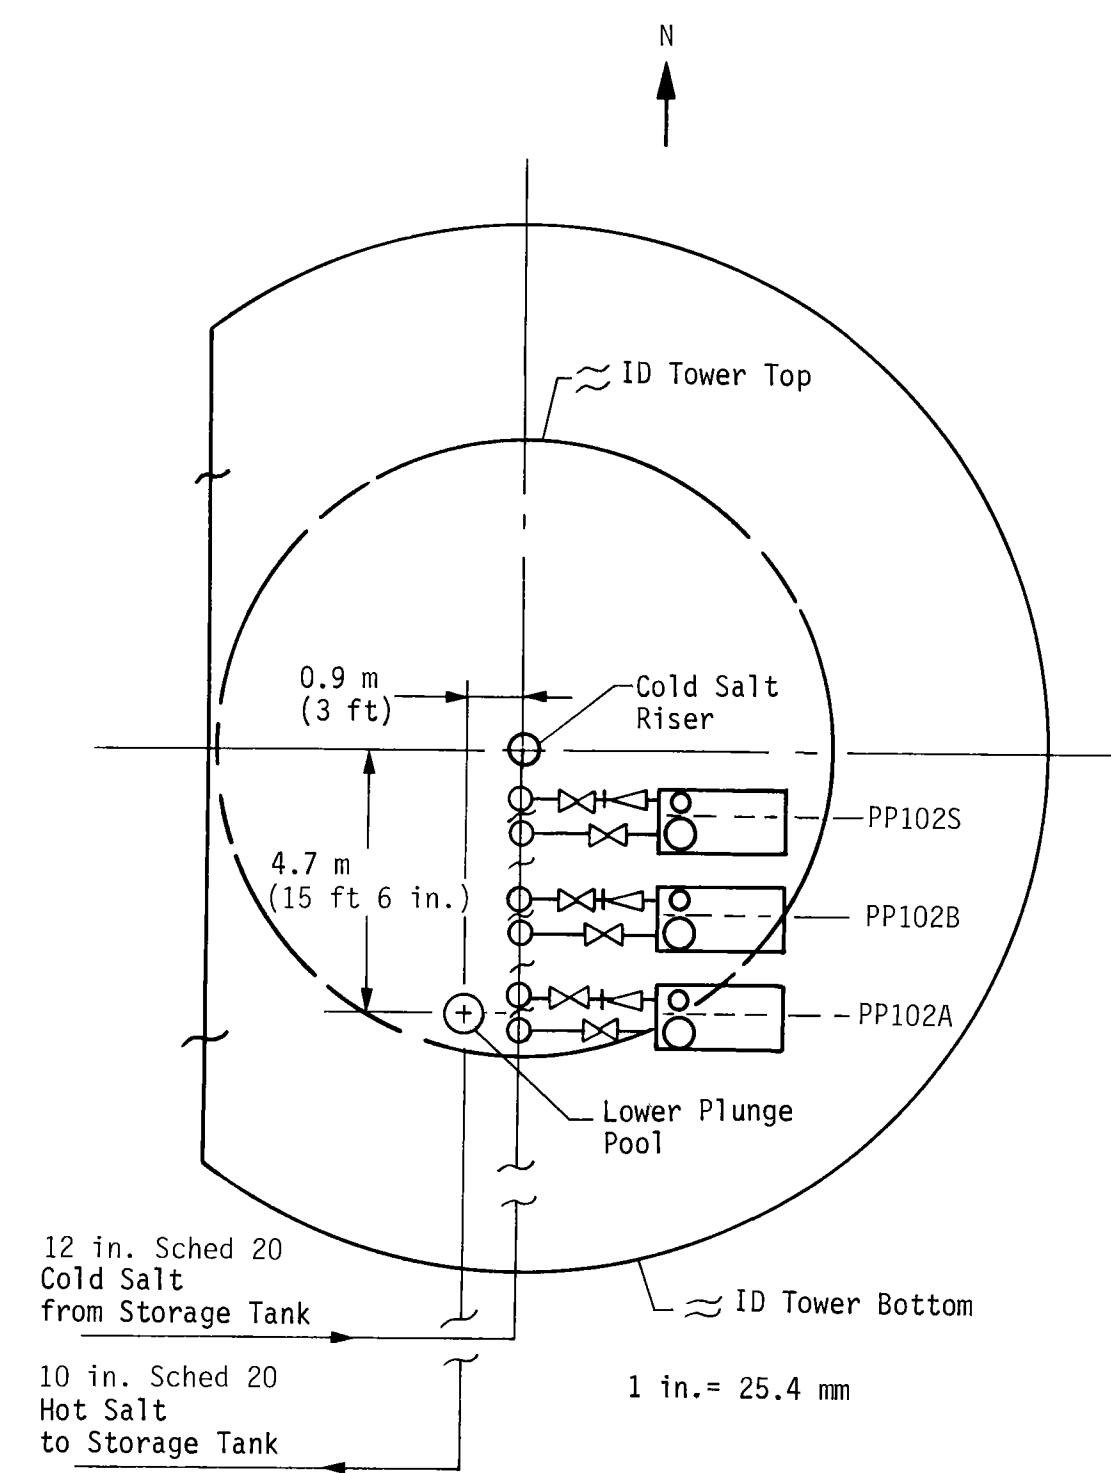 N
≈ ID Tower Top
0.9 m
(3 ft)
Cold Salt
Riser
PP102S
4.7 m
(15 ft 6 in.)
PP102B
PP102A
Lower Plunge
Pool
12 in. Sched 20
Cold Salt
from Storage Tank
≈ ID Tower Bottom
10 in. Sched 20
Hot Salt
to Storage Tank
1 in.= 25.4 mm